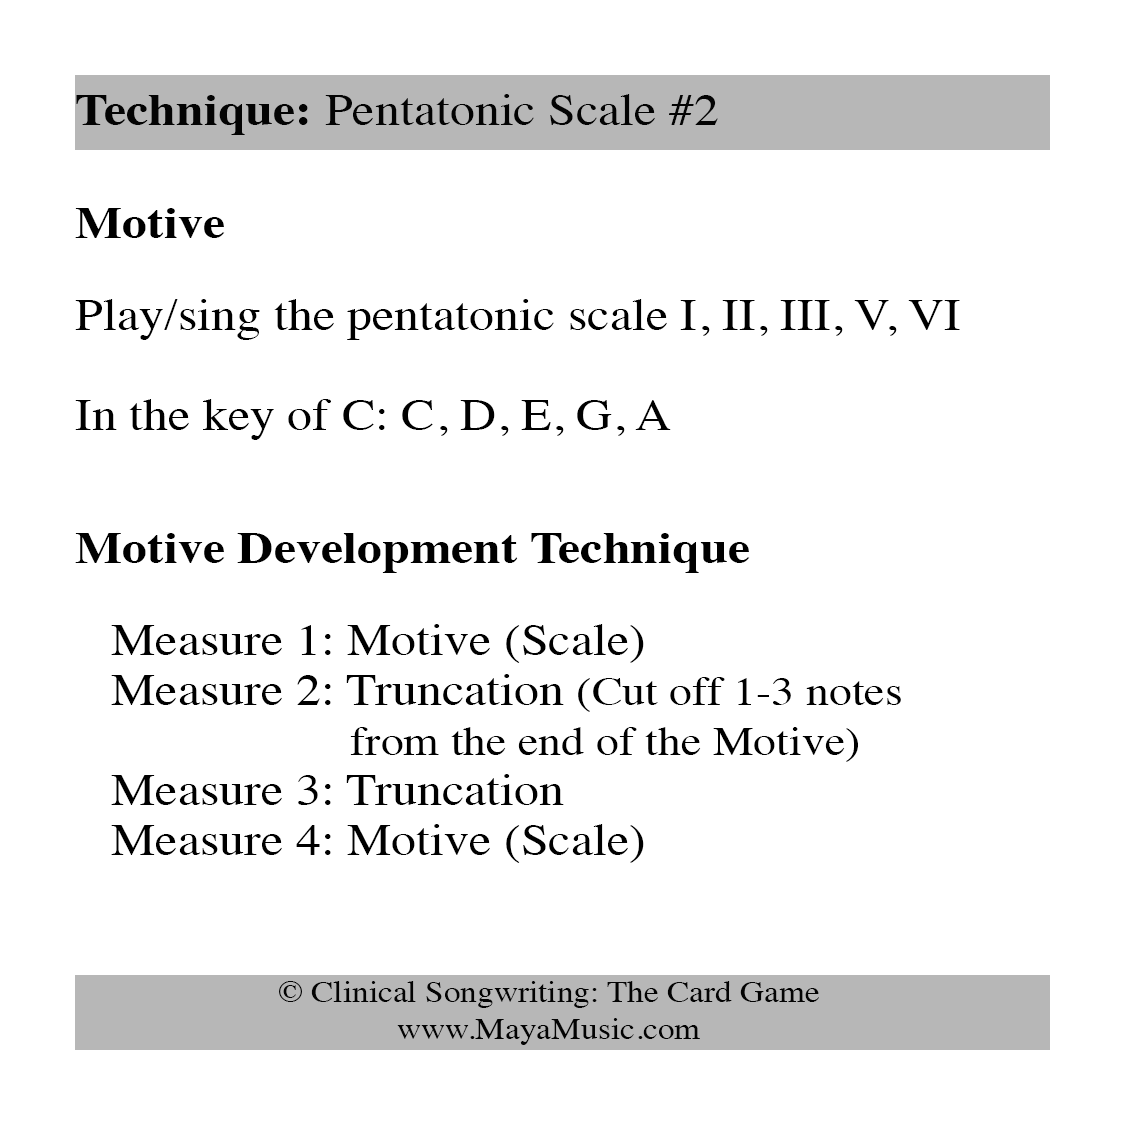 Technique: Pentatonic Scale #2
Motive
Play/sing the pentatonic scale I, II, III, V, VI
In the key of C: C, D, E, G, A
Motive Development Technique
Measure 1: Motive (Scale)
Measure 2: Truncation (Cut off 1-3 notes
from the end of the Motive)
Measure 3: Truncation
Measure 4: Motive (Scale)
© Clinical Songwriting: The Card Game
www.MayaMusic.com